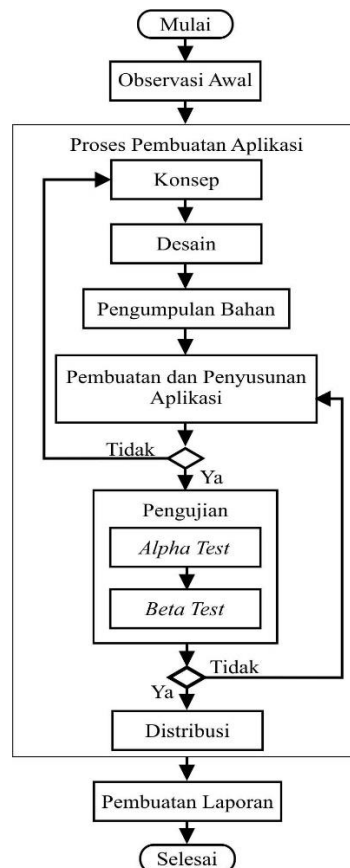 Mulai
Observasi Awal
Proses Pembuatan Aplikasi
Konsep
Desain
Pengumpulan Bahan
Pembuatan dan Penyusunan
Aplikasi
Tidak
Ya
Pengujian
Alpha Test
Beta Test
Tidak
Ya
Distribusi
Pembuatan Laporan
Selesai